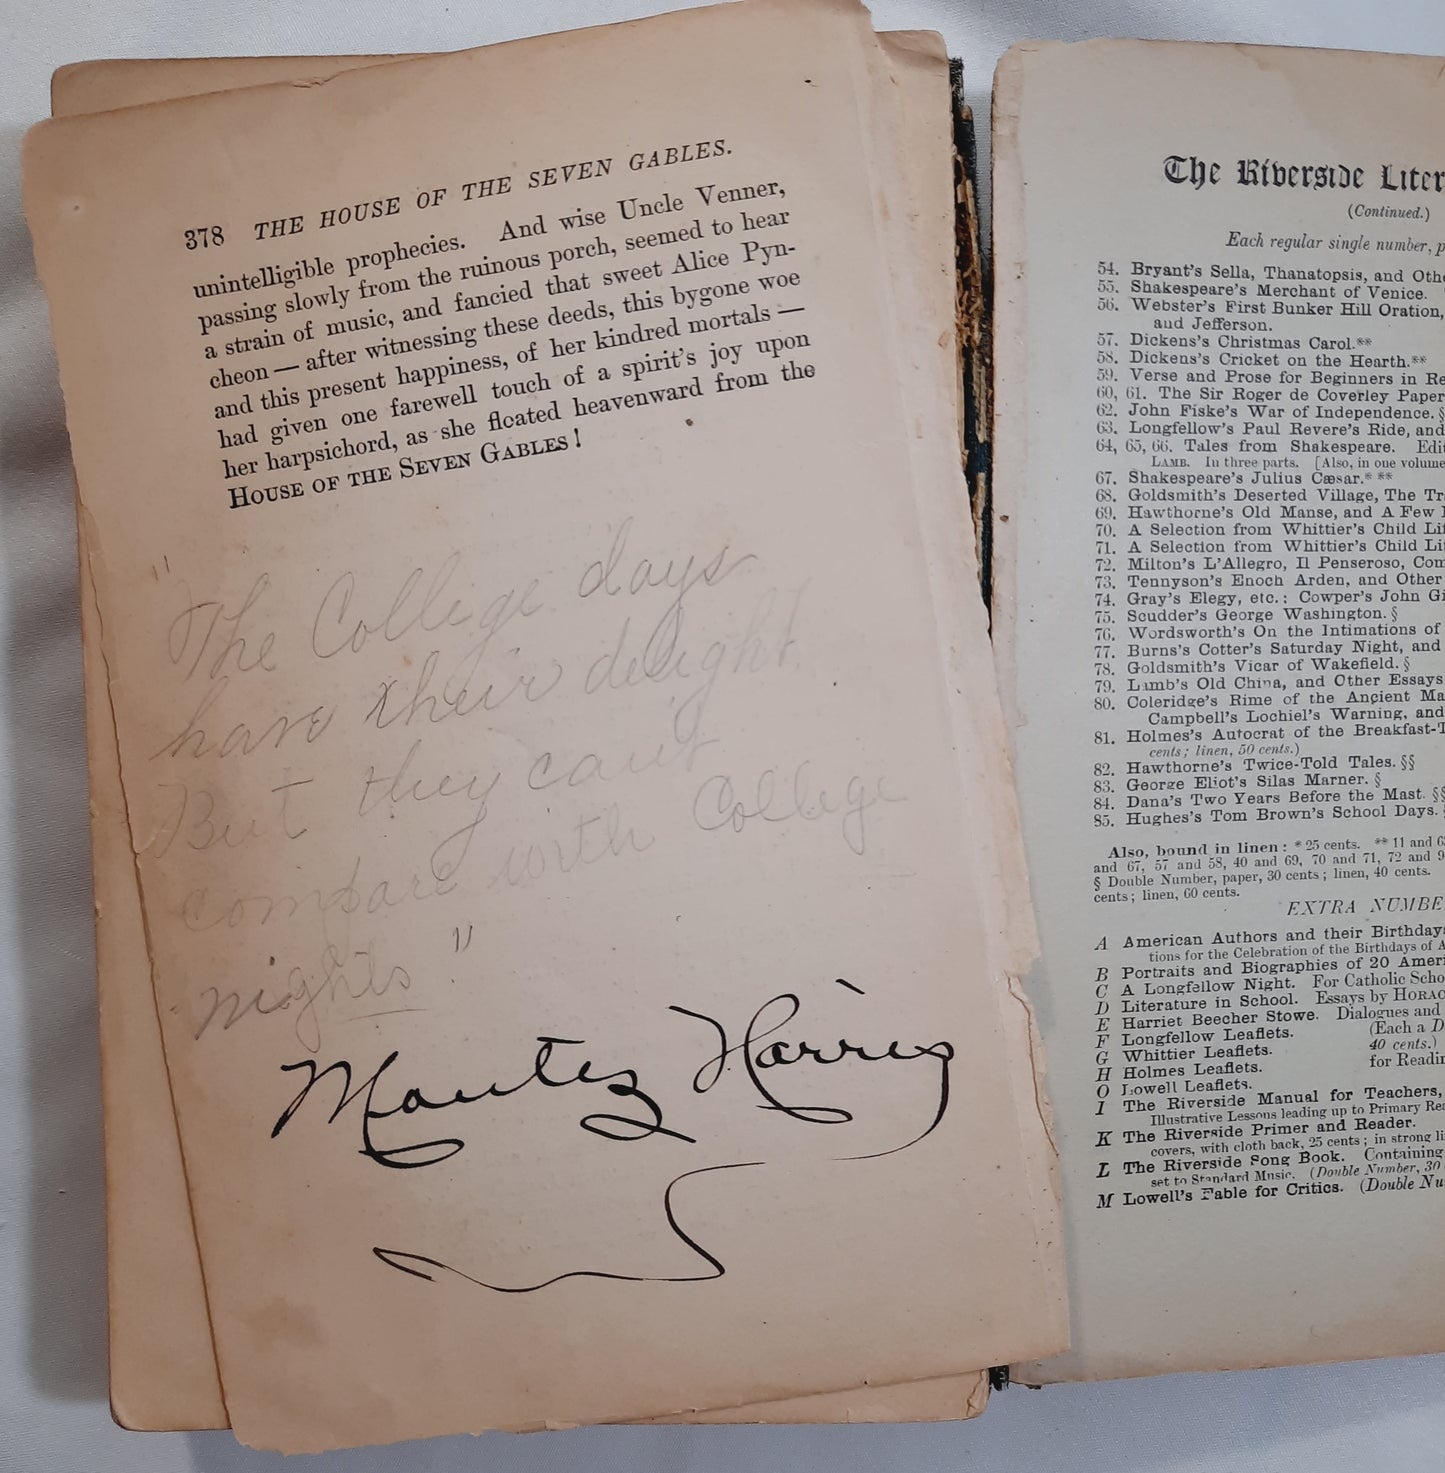 378 THE HOUSE OF THE SEVEN GABLES.
unintelligible prophecies. And wise Uncle Venner,
passing slowly from the ruinous porch, seemed to hear
a strain of music, and fancied that sweet Alice Pyn-
cheon — after witnessing these deeds, this bygone woe
and this present happiness, of her kindred mortals —
had given one farewell touch of a spirit's joy upon
her harpsichord, as she floated heavenward from the
HOUSE OF THE SEVEN GABLES!
"The College days
have their delight
But they can't
compare with College
nights"
Montez Harris
The Riverside Liter
(Continued.)
Each regular single number, p
54. Bryant's Sella, Thanatopsis, and Oth
55. Shakespeare's Merchant of Venice.
56. Webster's First Bunker Hill Oration,
and Jefferson.
57. Dickens's Christmas Carol.**
58. Dickens's Cricket on the Hearth.**
59. Verse and Prose for Beginners in Re
60, 61. The Sir Roger de Coverley Paper
62. John Fiske's War of Independence. §
63. Longfellow's Paul Revere's Ride, and
64, 65, 66. Tales from Shakespeare. Edi
LAMB. In three parts. [Also, in one volume
67. Shakespeare's Julius Cæsar.* **
68. Goldsmith's Deserted Village, The Tr
69. Hawthorne's Old Manse, and A Few
70. A Selection from Whittier's Child Li
71. A Selection from Whittier's Child Li
72. Milton's L'Allegro, Il Penseroso, Com
73. Tennyson's Enoch Arden, and Other
74. Gray's Elegy, etc.: Cowper's John Gi
75. Scudder's George Washington. §
76. Wordsworth's On the Intimations of
77. Burns's Cotter's Saturday Night, and
78. Goldsmith's Vicar of Wakefield. §
79. Lamb's Old China, and Other Essays
80. Coleridge's Rime of the Ancient Ma
Campbell's Lochiel's Warning, and
81. Holmes's Autocrat of the Breakfast-T
cents; linen, 50 cents.)
82. Hawthorne's Twice-Told Tales. §§
83. George Eliot's Silas Marner. §
84. Dana's Two Years Before the Mast. §§
85. Hughes's Tom Brown's School Days.
Also, bound in linen: * 25 cents. ** 11 and 6
and 67, 57 and 58, 40 and 69, 70 and 71, 72 and 9
§ Double Number, paper, 30 cents; linen, 40 cents.
cents; linen, 60 cents.
EXTRA NUMBE
A American Authors and their Birthday
tions for the Celebration of the Birthdays of A
B Portraits and Biographies of 20 Ameri
C A Longfellow Night. For Catholic Scho
D Literature in School. Essays by HORAC
E Harriet Beecher Stowe. Dialogues and
F Longfellow Leaflets. (Each a D
G Whittier Leaflets. 40 cents.)
H Holmes Leaflets. for Readin
O Lowell Leaflets.
I The Riverside Manual for Teachers,
Illustrative Lessons leading up to Primary Rea
K The Riverside Primer and Reader.
covers, with cloth back, 25 cents; in strong li
L The Riverside Song Book. Containing
set to Standard Music. (Double Number, 30
M Lowell's Fable for Critics. (Double Nu